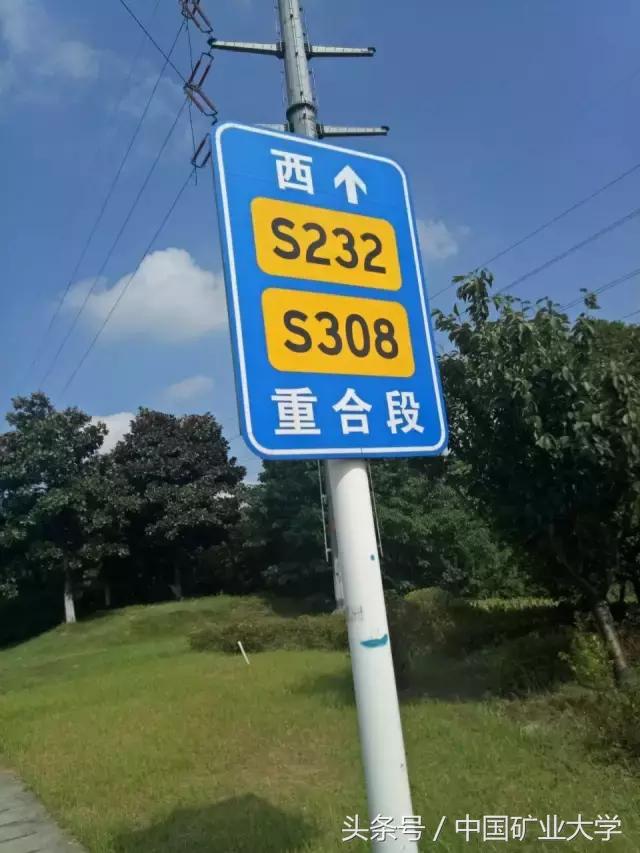 西
S232
S308
重合段
头条号 / 中国矿业大学